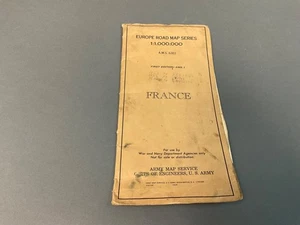 EUROPE ROAD MAP SERIES
1:1,000,000
FRANCE
For use by
War and Navy Department Agencies only
Not for sale or distribution
ARMY MAP SERVICE
CORPS OF ENGINEERS, U. S. ARMY